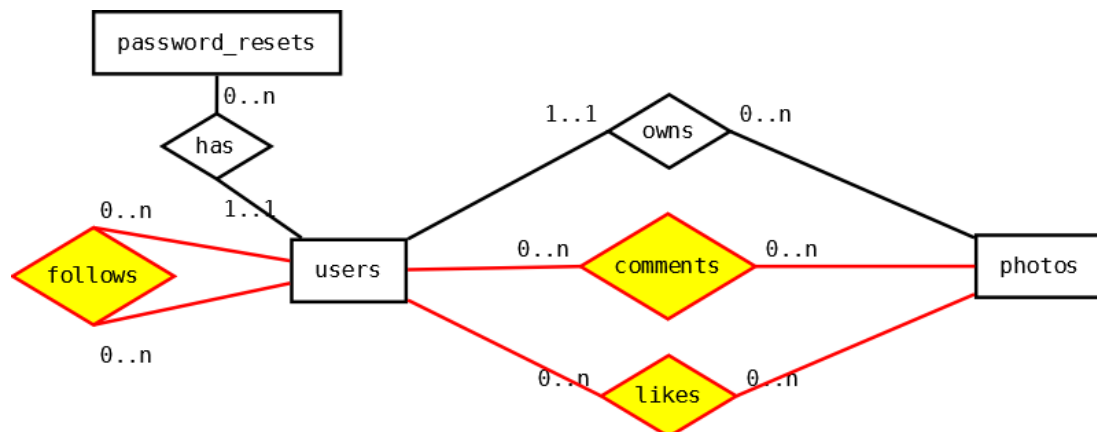 password_resets
0..n
1..1
0..n
owns
has
0..n
1..1
0..n
0..n
comments
photos
follows
users
0..n
0..n
0..n
likes